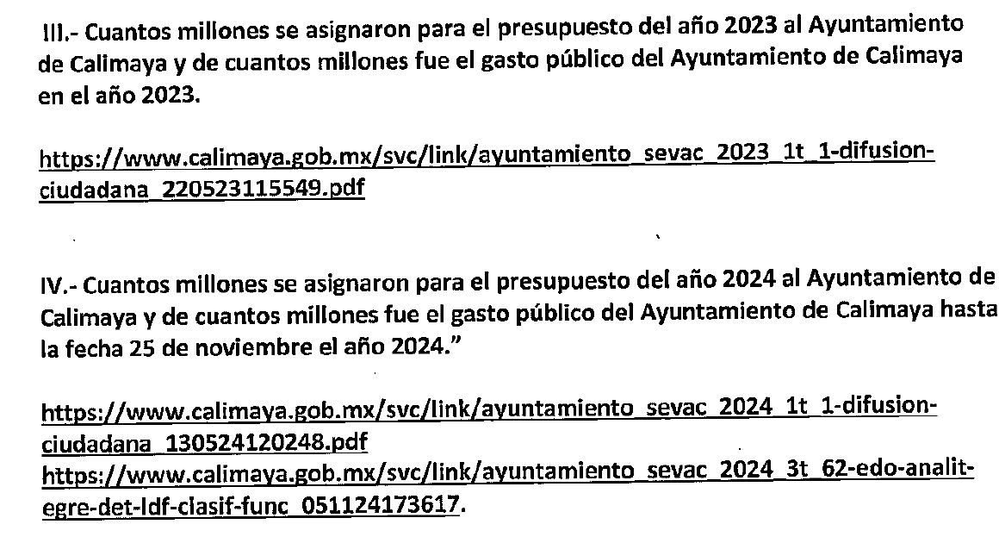 III.- Cuantos millones se asignaron para el presupuesto del año 2023 al Ayuntamiento
de Calimaya y de cuantos millones fue el gasto público del Ayuntamiento de Calimaya
en el año 2023.
https://www.calimaya.gob.mx/svc/link/ayuntamiento_sevac_2023_1t_1-difusion-
ciudadana_220523115549.pdf
IV.- Cuantos millones se asignaron para el presupuesto del año 2024 al Ayuntamiento de
Calimaya y de cuantos millones fue el gasto público del Ayuntamiento de Calimaya hasta
la fecha 25 de noviembre el año 2024.”
https://www.calimaya.gob.mx/svc/link/ayuntamiento_sevac_2024_1t_1-difusion-
ciudadana_130524120248.pdf
https://www.calimaya.gob.mx/svc/link/ayuntamiento_sevac_2024_3t_62-edo-analit-
egre-det-ldf-clasif-func_051124173617.